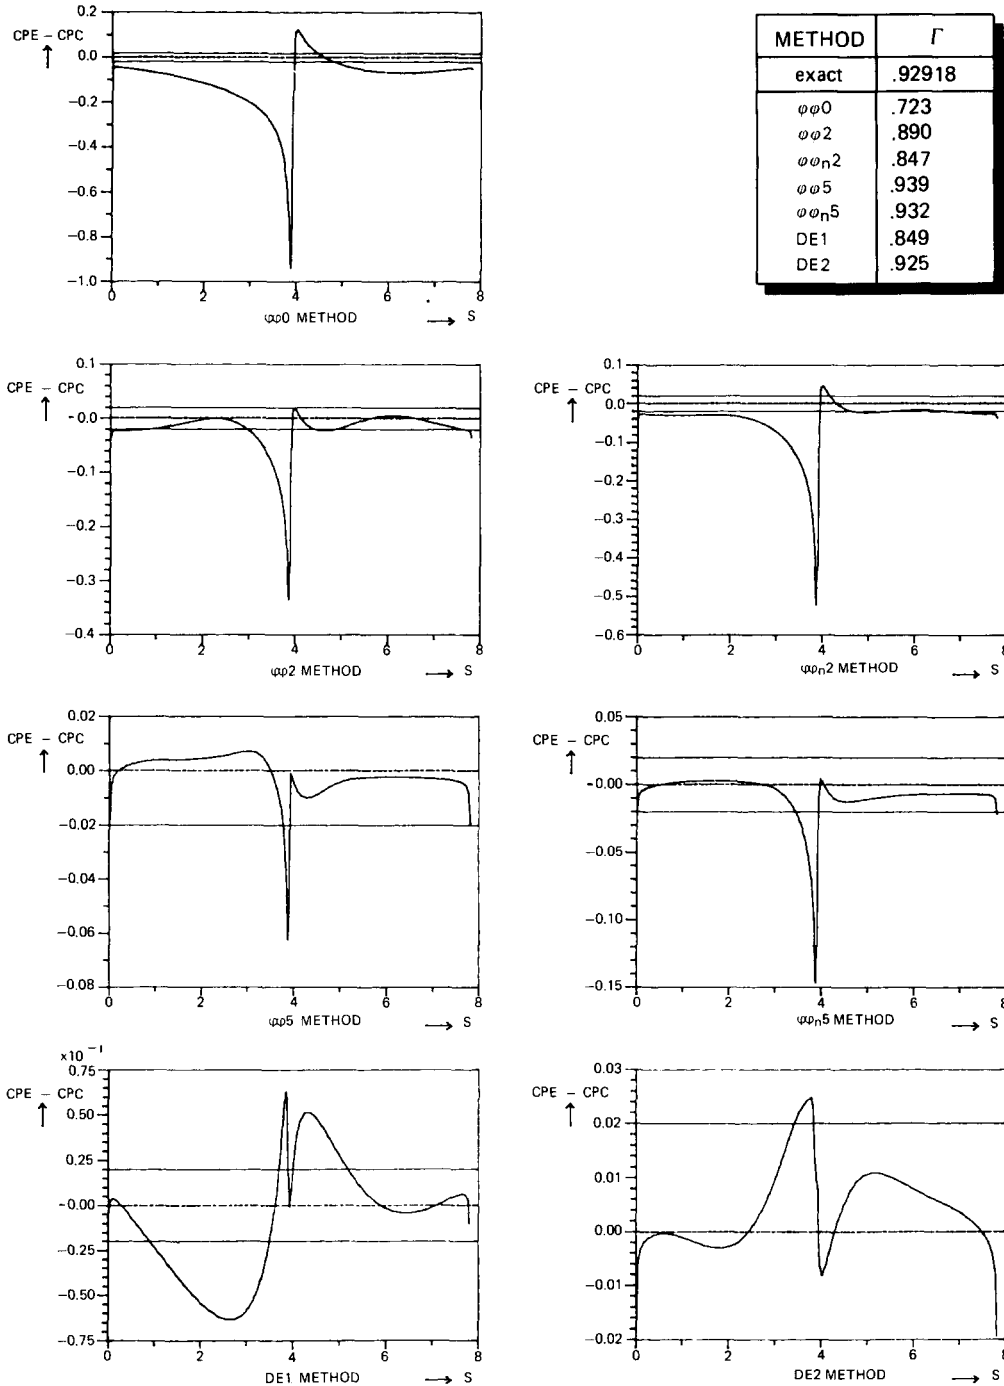 0.2
CPE – CPC
0.0
−0.2
−0.4
−0.6
−0.8
−1.0
0 2 4 6 8
φφ0 METHOD → S
METHOD Γ
exact .92918
φφ0 .723
φφ2 .890
φφn2 .847
φφ5 .939
φφn5 .932
DE1 .849
DE2 .925
0.1
CPE – CPC
−0.0
−0.1
−0.2
−0.3
−0.4
0 2 4 6 8
φφ2 METHOD → S
0.1
CPE – CPC
0.0
−0.1
−0.2
−0.3
−0.4
−0.5
−0.6
0 2 4 6 8
φφn2 METHOD → S
0.02
CPE – CPC
0.00
−0.02
−0.04
−0.06
−0.08
0 2 4 6 8
φφ5 METHOD → S
0.05
CPE – CPC
−0.00
−0.05
−0.10
−0.15
0 2 4 6 8
φφn5 METHOD → S
×10⁻¹
0.75
CPE – CPC
0.50
0.25
−0.00
−0.25
−0.50
−0.75
0 2 4 6 8
DE1 METHOD → S
0.03
CPE – CPC
0.02
0.01
0.00
−0.01
−0.02
0 2 4 6 8
DE2 METHOD → S